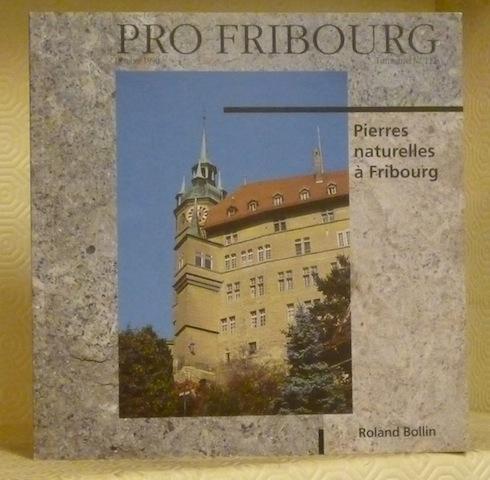 PRO FRIBOURG
Pierres
naturelles
à Fribourg
Roland Bollin